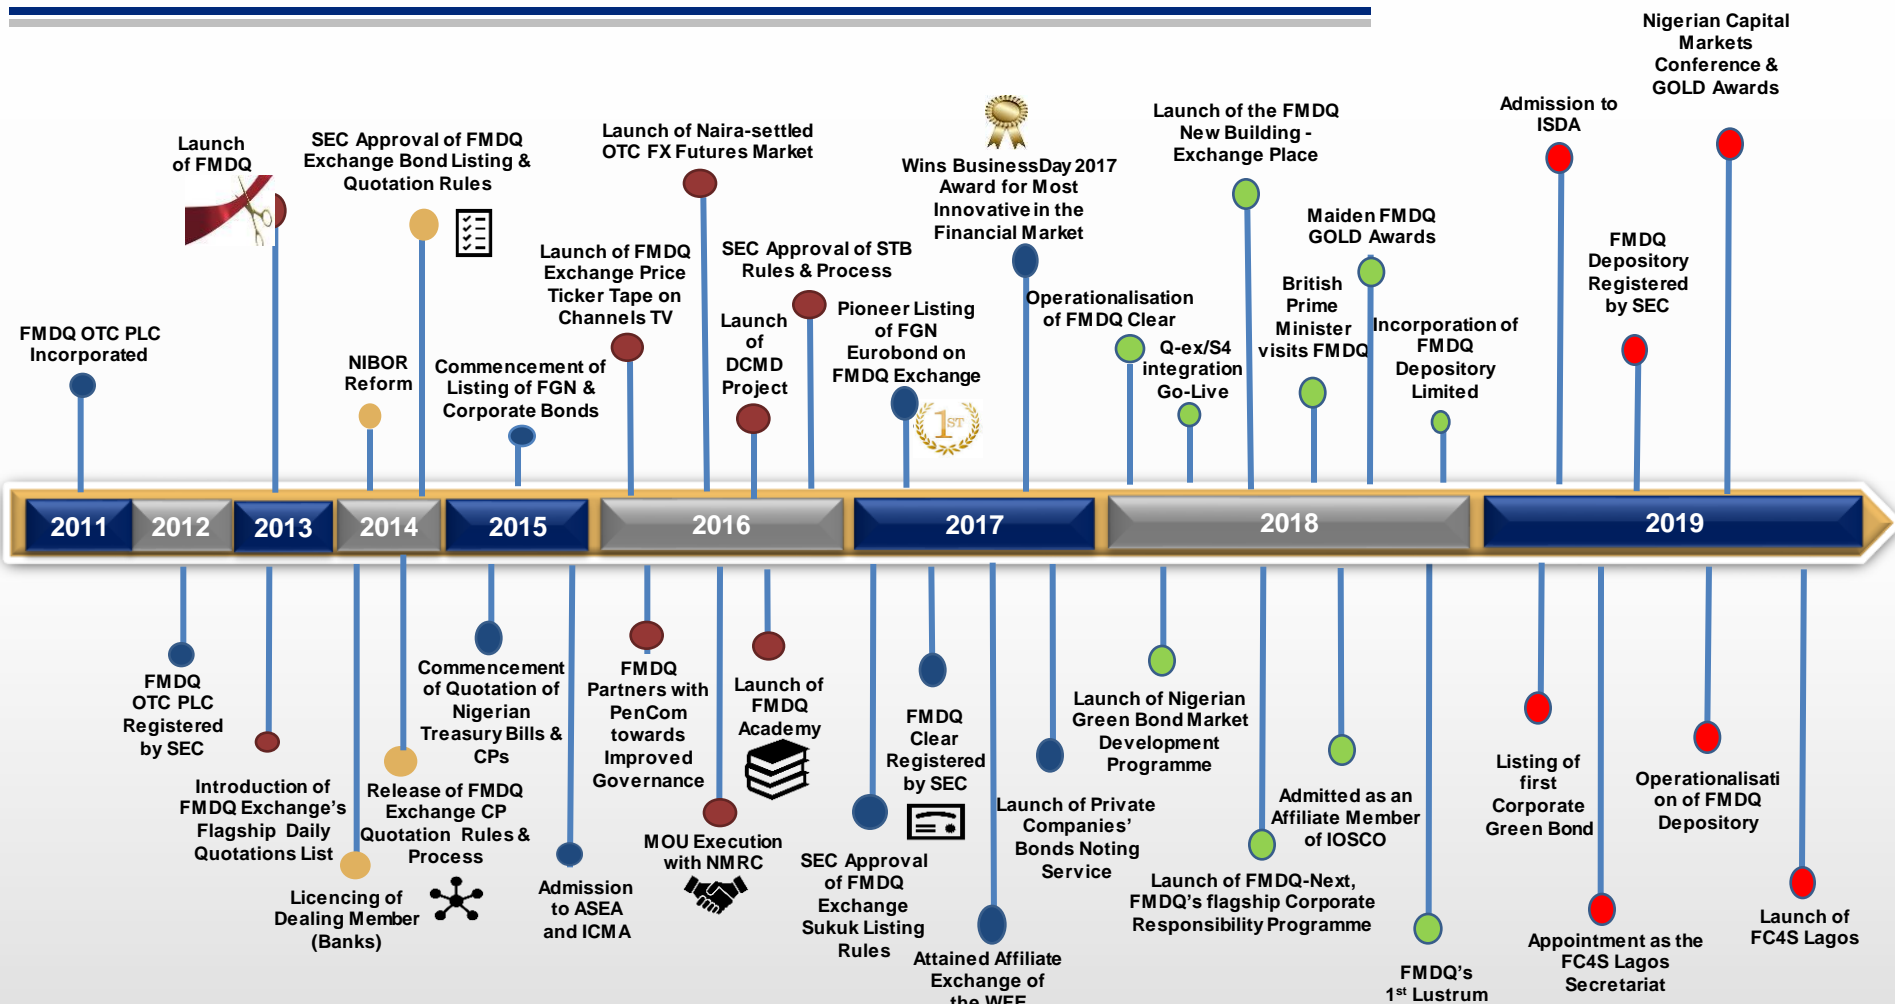 Launch
of FMDQ
SEC Approval of FMDQ
Exchange Bond Listing &
Quotation Rules
Launch of Naira-settled
OTC FX Futures Market
Wins BusinessDay 2017
Award for Most
Innovative in the
Financial Market
Launch of the FMDQ
New Building -
Exchange Place
Admission to
ISDA
Nigerian Capital
Markets
Conference &
GOLD Awards
FMDQ OTC PLC
Incorporated
NIBOR
Reform
Commencement of
Listing of FGN &
Corporate Bonds
Launch of FMDQ
Exchange Price
Ticker Tape on
Channels TV
Launch
of
DCMD
Project
SEC Approval of STB
Rules & Process
Pioneer Listing
of FGN
Eurobond on
FMDQ Exchange
1ST
Operationalisation
of FMDQ Clear
Q-ex/S4
integration
Go-Live
British
Prime
Minister
visits FMDQ
Maiden FMDQ
GOLD Awards
Incorporation of
FMDQ
Depository
Limited
FMDQ
Depository
Registered
by SEC
2011
2012
2013
2014
2015
2016
2017
2018
2019
FMDQ
OTC PLC
Registered
by SEC
Introduction of
FMDQ Exchange's
Flagship Daily
Quotations List
Licencing of
Dealing Member
(Banks)
Release of FMDQ
Exchange CP
Quotation Rules &
Process
Commencement
of Quotation of
Nigerian
Treasury Bills &
CPs
Admission
to ASEA
and ICMA
FMDQ
Partners with
PenCom
towards
Improved
Governance
MOU Execution
with NMRC
Launch of
FMDQ
Academy
SEC Approval
of FMDQ
Exchange
Sukuk Listing
Rules
FMDQ
Clear
Registered
by SEC
Attained Affiliate
Exchange of
the WFE
Launch of Private
Companies'
Bonds Noting
Service
Launch of Nigerian
Green Bond Market
Development
Programme
Launch of FMDQ-Next,
FMDQ's flagship Corporate
Responsibility Programme
Admitted as an
Affiliate Member
of IOSCO
FMDQ's
1st Lustrum
Listing of
first
Corporate
Green Bond
Appointment as the
FC4S Lagos
Secretariat
Operationalisati
on of FMDQ
Depository
Launch of
FC4S Lagos